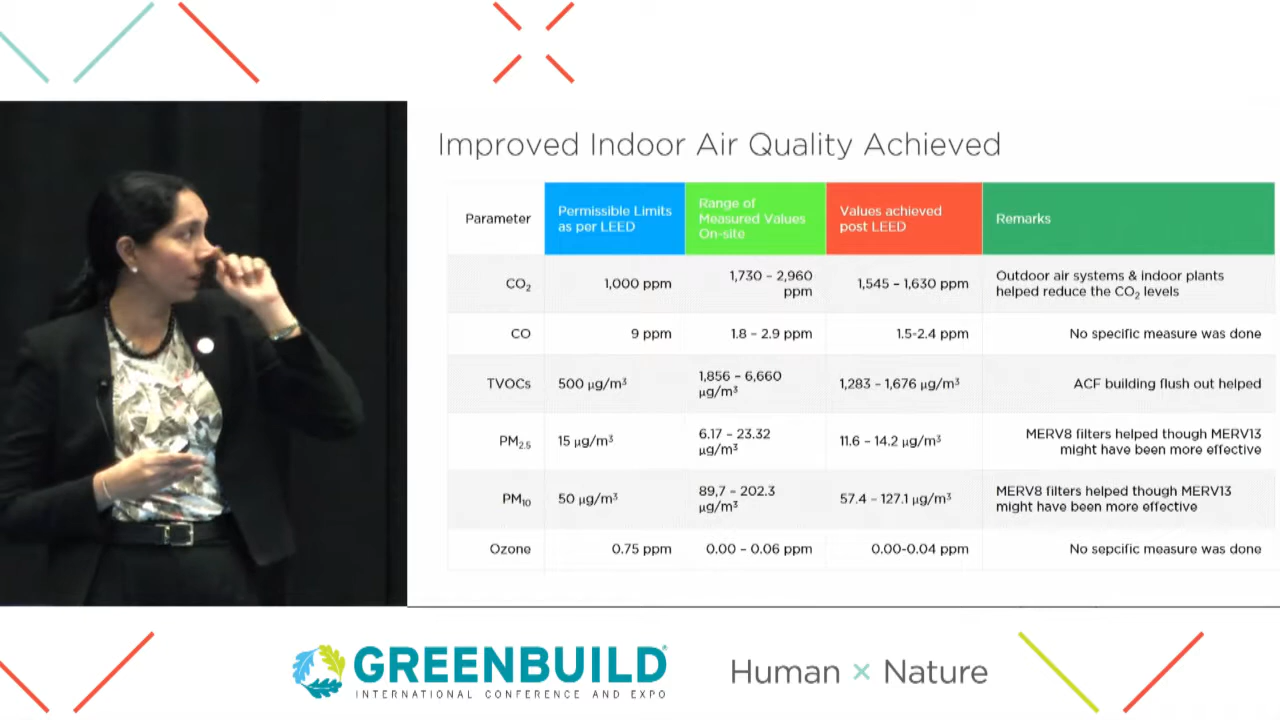 Improved Indoor Air Quality Achieved
Parameter
Permissible Limits
as per LEED
Range of
Measured Values
On-site
Values achieved
post LEED
Remarks
CO₂
1,000 ppm
1,730 – 2,960
ppm
1,545 – 1,630 ppm
Outdoor air systems & indoor plants
helped reduce the CO₂ levels
CO
9 ppm
1.8 – 2.9 ppm
1.5-2.4 ppm
No specific measure was done
TVOCs
500 µg/m³
1,856 – 6,660
µg/m³
1,283 – 1,676 µg/m³
ACF building flush out helped
PM₂.₅
15 µg/m³
6.17 – 23.32
µg/m³
11.6 – 14.2 µg/m³
MERV8 filters helped though MERV13
might have been more effective
PM₁₀
50 µg/m³
89,7 – 202.3
µg/m³
57.4 – 127.1 µg/m³
MERV8 filters helped though MERV13
might have been more effective
Ozone
0.75 ppm
0.00 – 0.06 ppm
0.00-0.04 ppm
No sepcific measure was done
GREENBUILD®
INTERNATIONAL CONFERENCE AND EXPO
Human × Nature